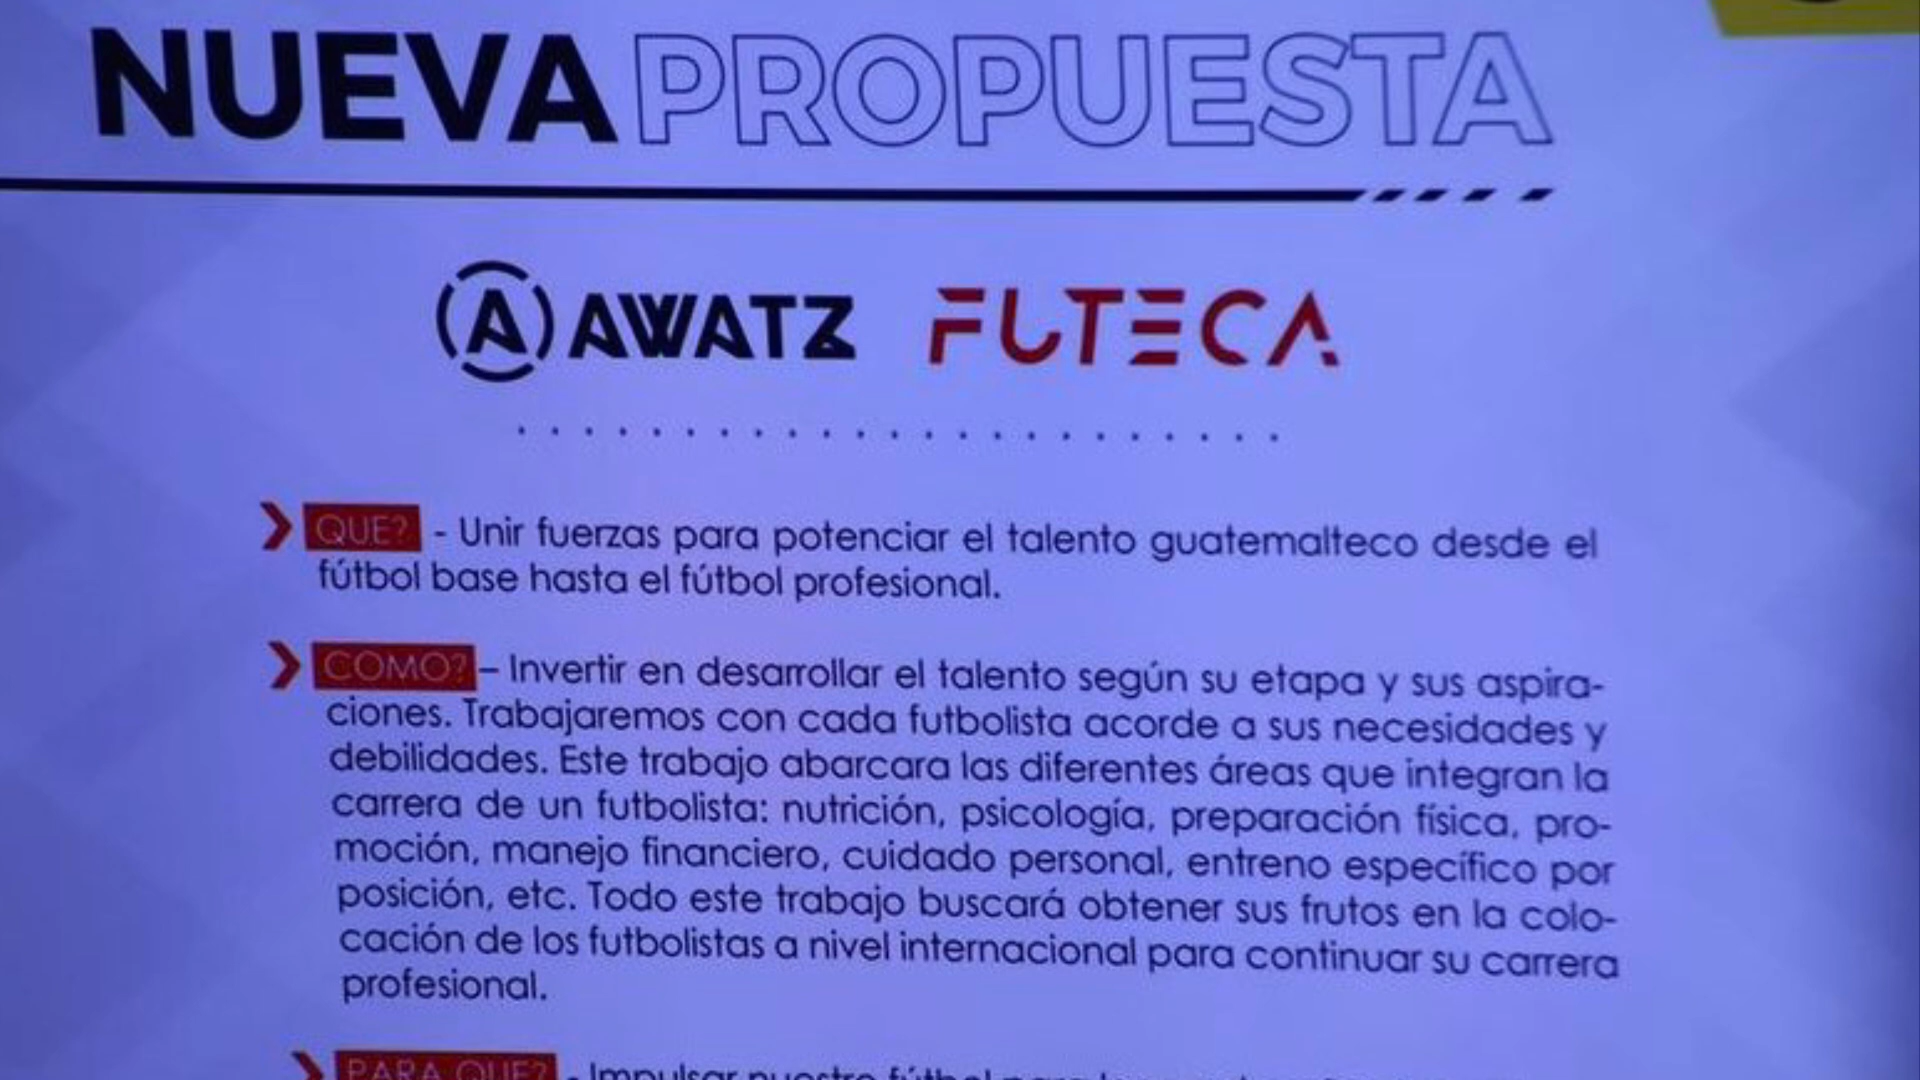 NUEVA PROPUESTA
A AWATZ FUTECA
QUE? - Unir fuerzas para potenciar el talento guatemalteco desde el
fútbol base hasta el fútbol profesional.
COMO? – Invertir en desarrollar el talento según su etapa y sus aspira-
ciones. Trabajaremos con cada futbolista acorde a sus necesidades y
debilidades. Este trabajo abarcara las diferentes áreas que integran la
carrera de un futbolista: nutrición, psicología, preparación física, pro-
moción, manejo financiero, cuidado personal, entreno específico por
posición, etc. Todo este trabajo buscará obtener sus frutos en la colo-
cación de los futbolistas a nivel internacional para continuar su carrera
profesional.
PARA QUE? - Impulsar nuestro fútbol para